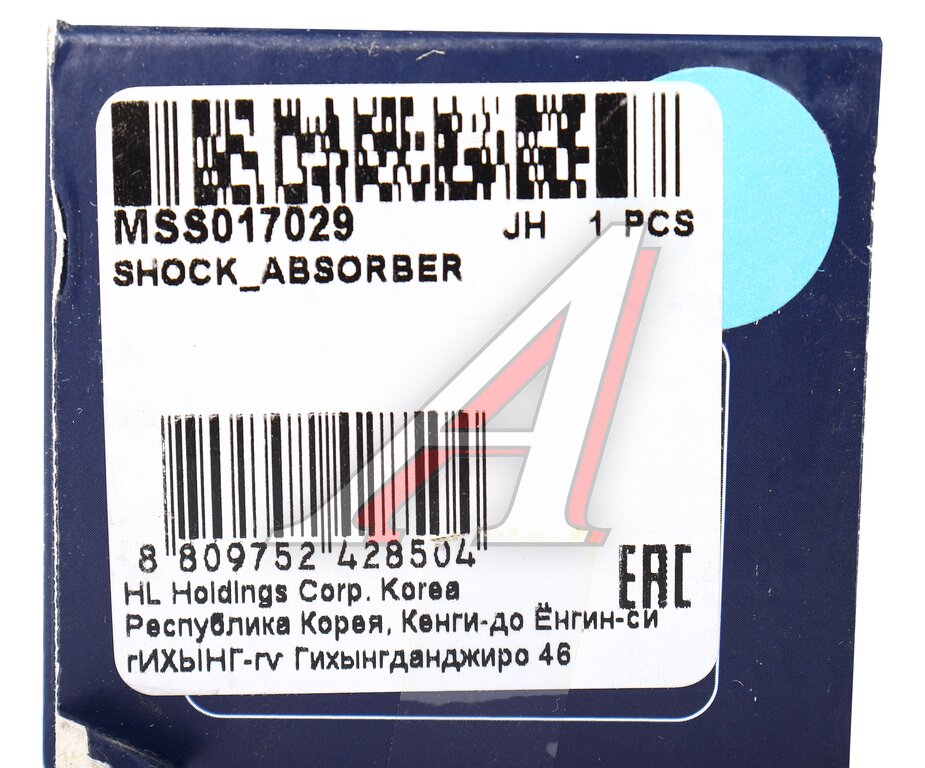 MSS017029 JH 1 PCS
SHOCK_ABSORBER
8 809752 428504
EAC
HL Holdings Corp. Korea
Республика Корея, Кенги-до Ёнгин-си
гИХЫНГ-гv Гихынгданджиро 46